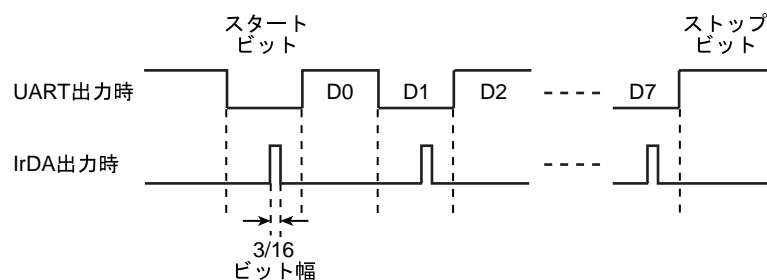 スタート
ビット
ストップ
ビット
UART出力時
D0
D1
D2
D7
IrDA出力時
3/16
ビット幅